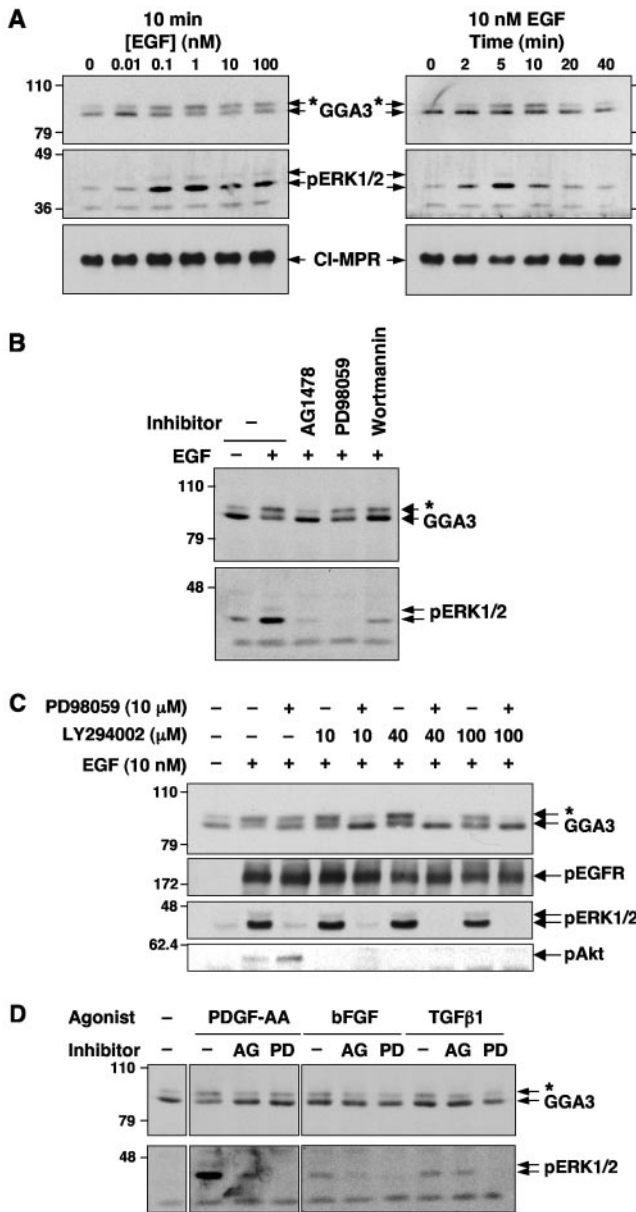 A
10 min 10 nM EGF
[EGF] (nM) Time (min)
0 0.01 0.1 1 10 100 0 2 5 10 20 40
110
*GGA3*
79
49
pERK1/2
36
CI-MPR
B
Inhibitor – AG1478 PD98059 Wortmannin
EGF – + + + +
110
*
GGA3
79
48
pERK1/2
C
PD98059 (10 μM) – – + – + – + – +
LY294002 (μM) – – – 10 10 40 40 100 100
EGF (10 nM) – + + + + + + + +
110
*
GGA3
79
pEGFR
172
48
pERK1/2
62.4
pAkt
D
Agonist – PDGF-AA bFGF TGFβ1
Inhibitor – – AG PD – AG PD – AG PD
110
*
GGA3
79
48
pERK1/2